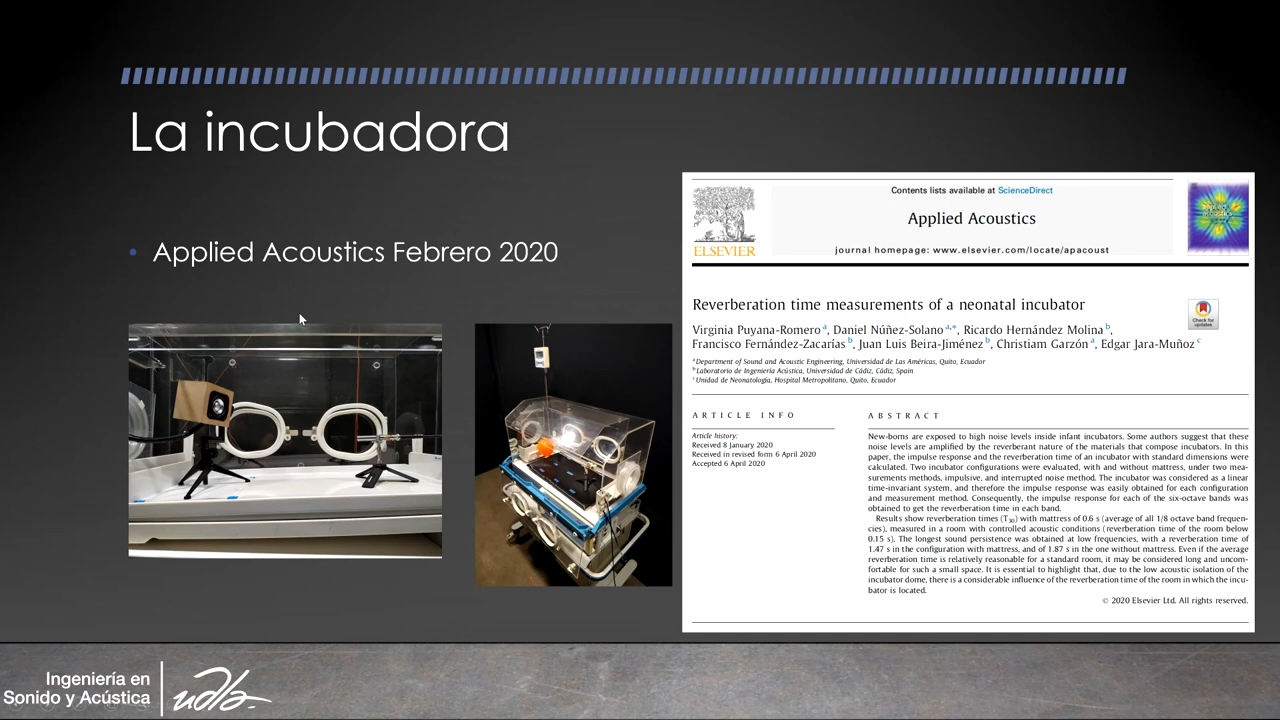 La incubadora
• Applied Acoustics Febrero 2020
Contents lists available at ScienceDirect
Applied Acoustics
journal homepage: www.elsevier.com/locate/apacoust
ELSEVIER
Check for
updates
Reverberation time measurements of a neonatal incubator
Virginia Puyana-Romero a, Daniel Núñez-Solano a,*, Ricardo Hernández Molina b,
Francisco Fernández-Zacarías b, Juan Luis Beira-Jiménez b, Christiam Garzón a, Edgar Jara-Muñoz c
a Department of Sound and Acoustic Engineering, Universidad de Las Américas, Quito, Ecuador
b Laboratorio de Ingeniería Acústica, Universidad de Cádiz, Cádiz, Spain
c Unidad de Neonatología, Hospital Metropolitano, Quito, Ecuador
ARTICLE INFO
Article history:
Received 8 January 2020
Received in revised form 6 April 2020
Accepted 6 April 2020
ABSTRACT
New-borns are exposed to high noise levels inside infant incubators. Some authors suggest that these
noise levels are amplified by the reverberant nature of the materials that compose incubators. In this
paper, the impulse response and the reverberation time of an incubator with standard dimensions were
calculated. Two incubator configurations were evaluated, with and without mattress, under two mea-
surements methods, impulsive, and interrupted noise method. The incubator was considered as a linear
time-invariant system, and therefore the impulse response was easily obtained for each configuration
and measurement method. Consequently, the impulse response for each of the six-octave bands was
obtained to get the reverberation time in each band.
Results show reverberation times (T30) with mattress of 0.6 s (average of all 1/8 octave band frequen-
cies), measured in a room with controlled acoustic conditions (reverberation time of the room below
0.15 s). The longest sound persistence was obtained at low frequencies, with a reverberation time of
1.47 s in the configuration with mattress, and of 1.87 s in the one without mattress. Even if the average
reverberation time is relatively reasonable for a standard room, it may be considered long and uncom-
fortable for such a small space. It is essential to highlight that, due to the low acoustic isolation of the
incubator dome, there is a considerable influence of the reverberation time of the room in which the incu-
bator is located.
© 2020 Elsevier Ltd. All rights reserved.
Ingeniería en
Sonido y Acústica
udla